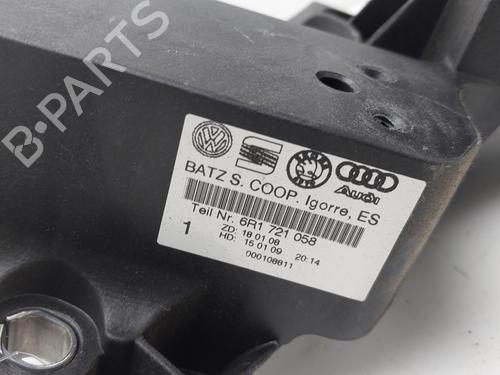 B-PARTS
Audi
BATZ S. COOP. Igorre, ES
Teil Nr. 6R1 721 058
1
ZD: 18 01 08
HD: 15 01 09 20:14
000108811